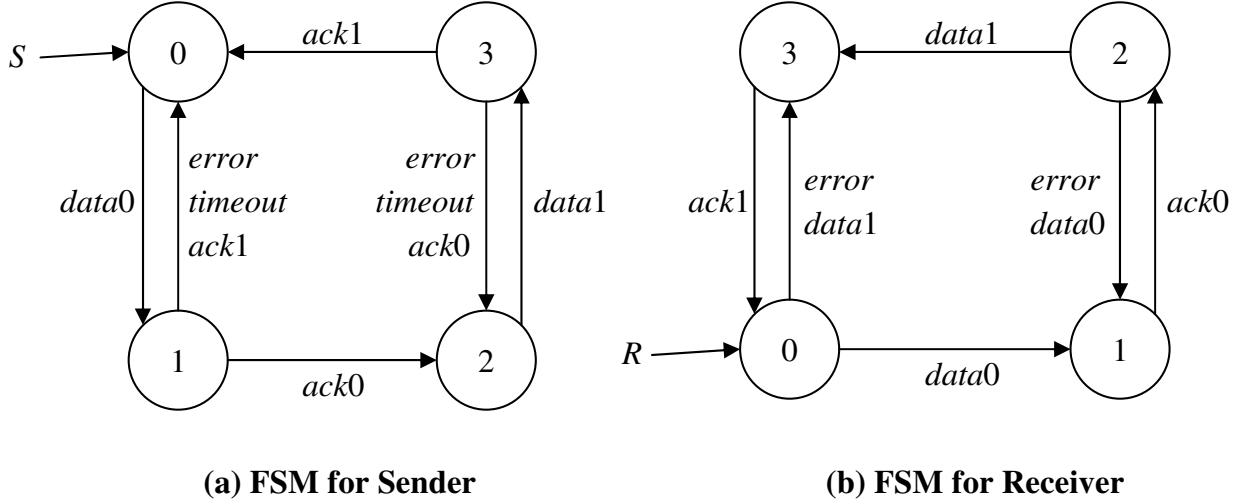 S
0
ack1
3
data0
error
timeout
ack1
error
timeout
ack0
data1
1
ack0
2
(a) FSM for Sender
3
data1
2
ack1
error
data1
error
data0
ack0
R
0
data0
1
(b) FSM for Receiver